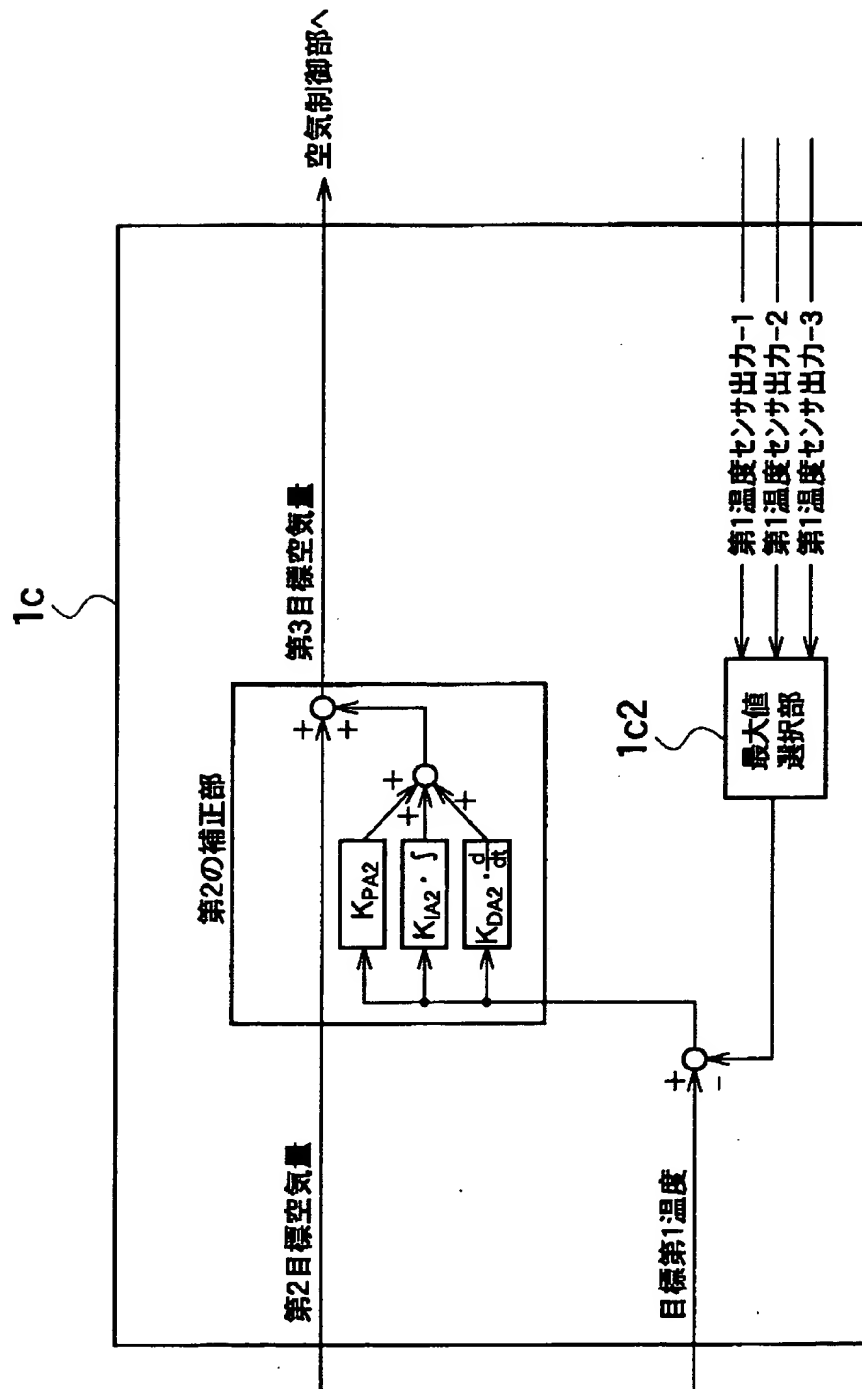 1c
第2目標空気量
第2の補正部
第3目標空気量
空気制御部へ
+
+
KPA2
KIA2・∫
KDA2・d/dt
+
+
+
目標第1温度
+
-
1c2
最大値
選択部
第1温度センサ出力-1
第1温度センサ出力-2
第1温度センサ出力-3